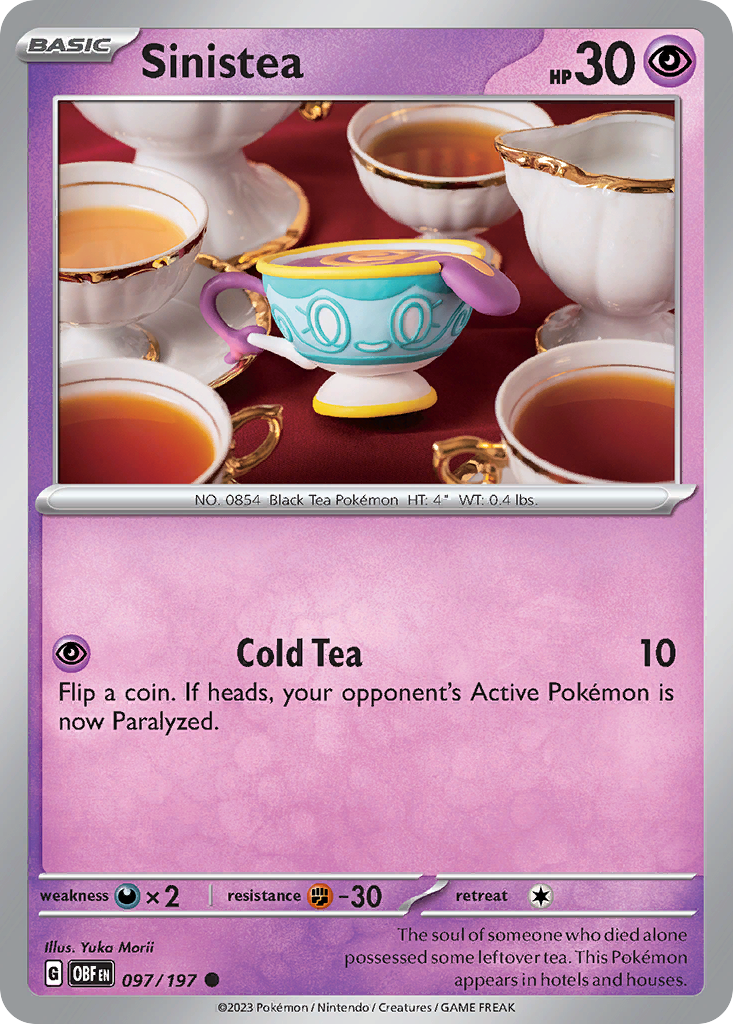 BASIC
Sinistea
HP 30
NO. 0854 Black Tea Pokémon HT: 4" WT: 0.4 lbs.
Cold Tea 10
Flip a coin. If heads, your opponent's Active Pokémon is
now Paralyzed.
weakness ×2 resistance -30 retreat
Illus. Yuka Morii
The soul of someone who died alone
possessed some leftover tea. This Pokémon
appears in hotels and houses.
G OBF EN 097/197
©2023 Pokémon / Nintendo / Creatures / GAME FREAK